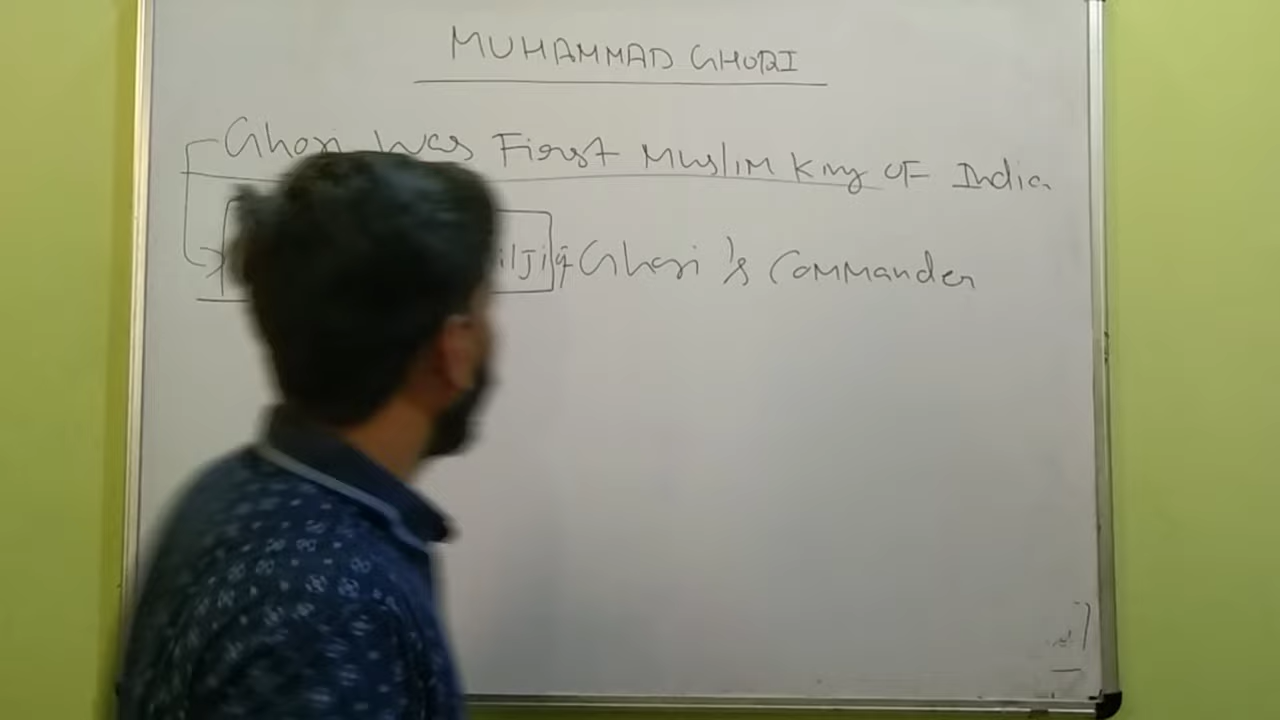 MUHAMMAD GHORI
Ghori was First Muslim King OF India
Ghori's Commander